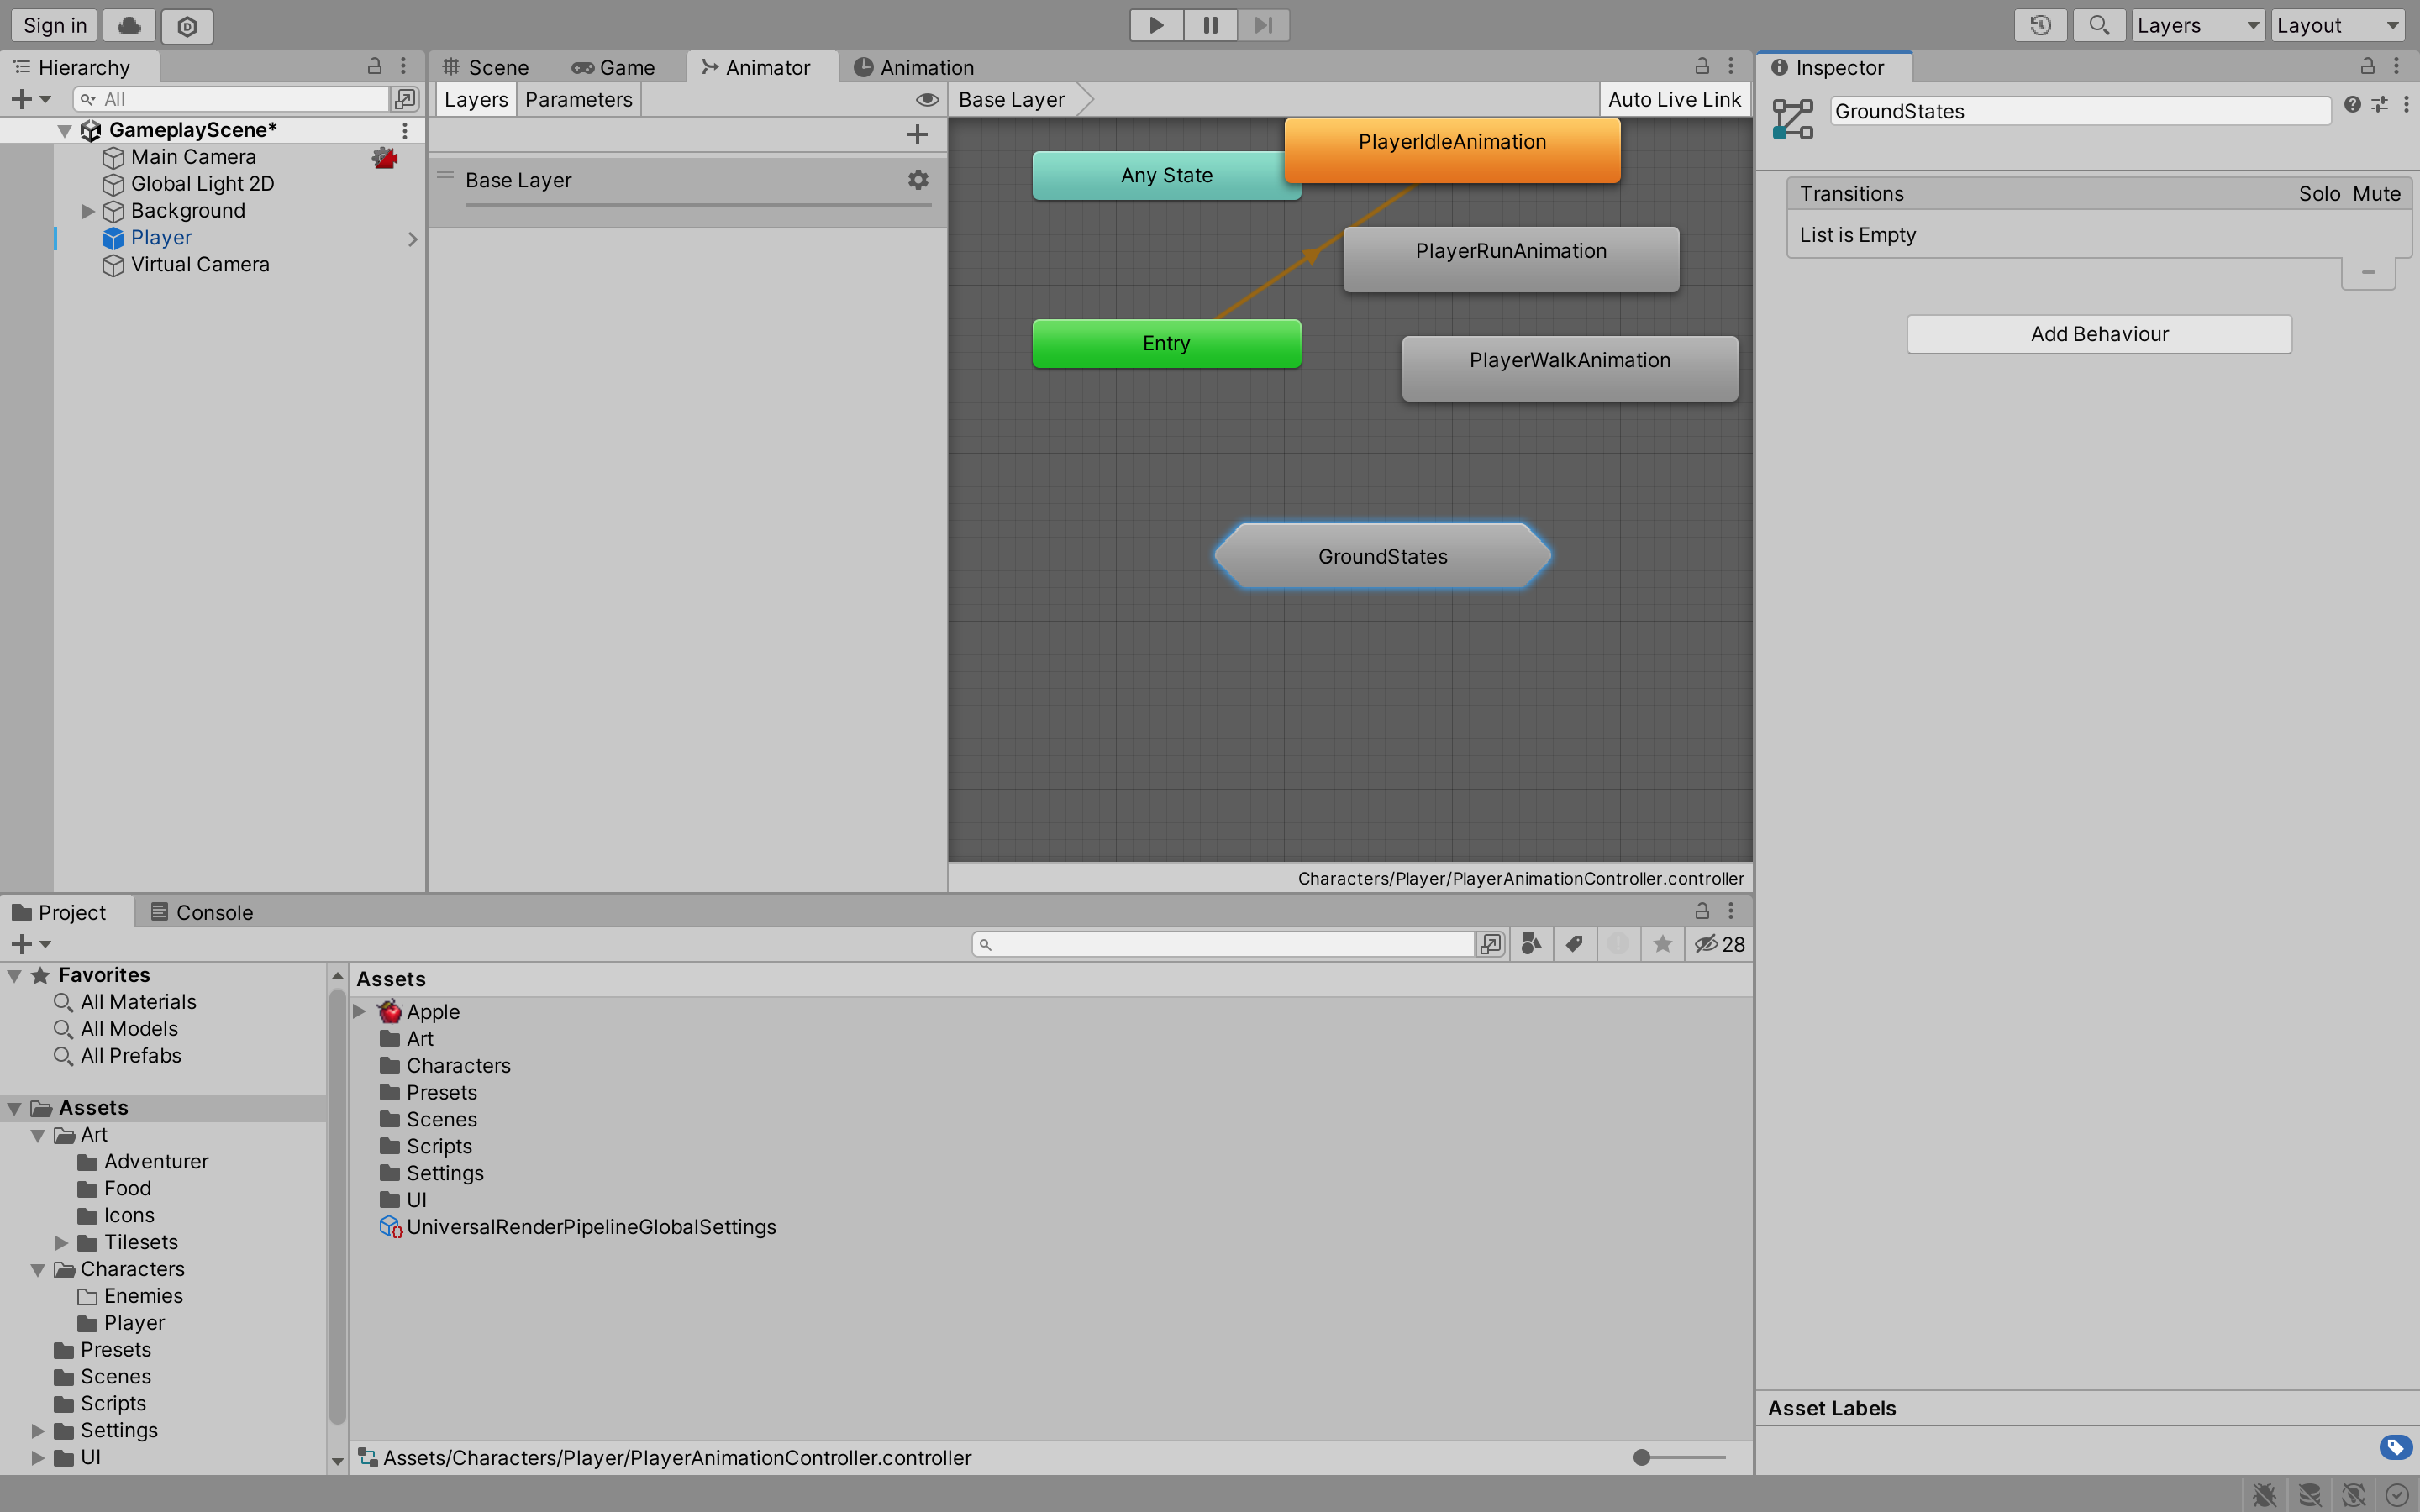 Sign in
Layers
Layout
Hierarchy
Scene
Game
Animator
Animation
Inspector
All
Layers
Parameters
Base Layer
Auto Live Link
GroundStates
GameplayScene*
Main Camera
Global Light 2D
Background
Player
Virtual Camera
Base Layer
Any State
PlayerIdleAnimation
PlayerRunAnimation
Entry
PlayerWalkAnimation
GroundStates
Transitions
Solo
Mute
List is Empty
Add Behaviour
Characters/Player/PlayerAnimationController.controller
Project
Console
28
Favorites
All Materials
All Models
All Prefabs
Assets
Art
Adventurer
Food
Icons
Tilesets
Characters
Enemies
Player
Presets
Scenes
Scripts
Settings
UI
Assets
Apple
Art
Characters
Presets
Scenes
Scripts
Settings
UI
UniversalRenderPipelineGlobalSettings
Assets/Characters/Player/PlayerAnimationController.controller
Asset Labels